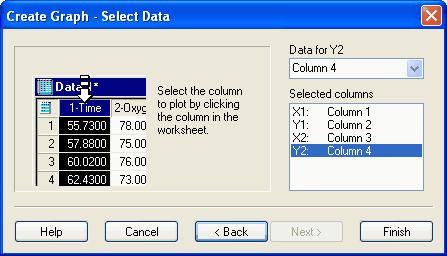 Create Graph - Select Data
Data 1*
1-Time 2-Oxyg
1 55.7300 78.00
2 57.8800 75.00
3 60.0200 76.00
4 62.4300 73.00
Select the column
to plot by clicking
the column in the
worksheet.
Data for Y2
Column 4
Selected columns
X1: Column 1
Y1: Column 2
X2: Column 3
Y2: Column 4
Help
Cancel
< Back
Next >
Finish